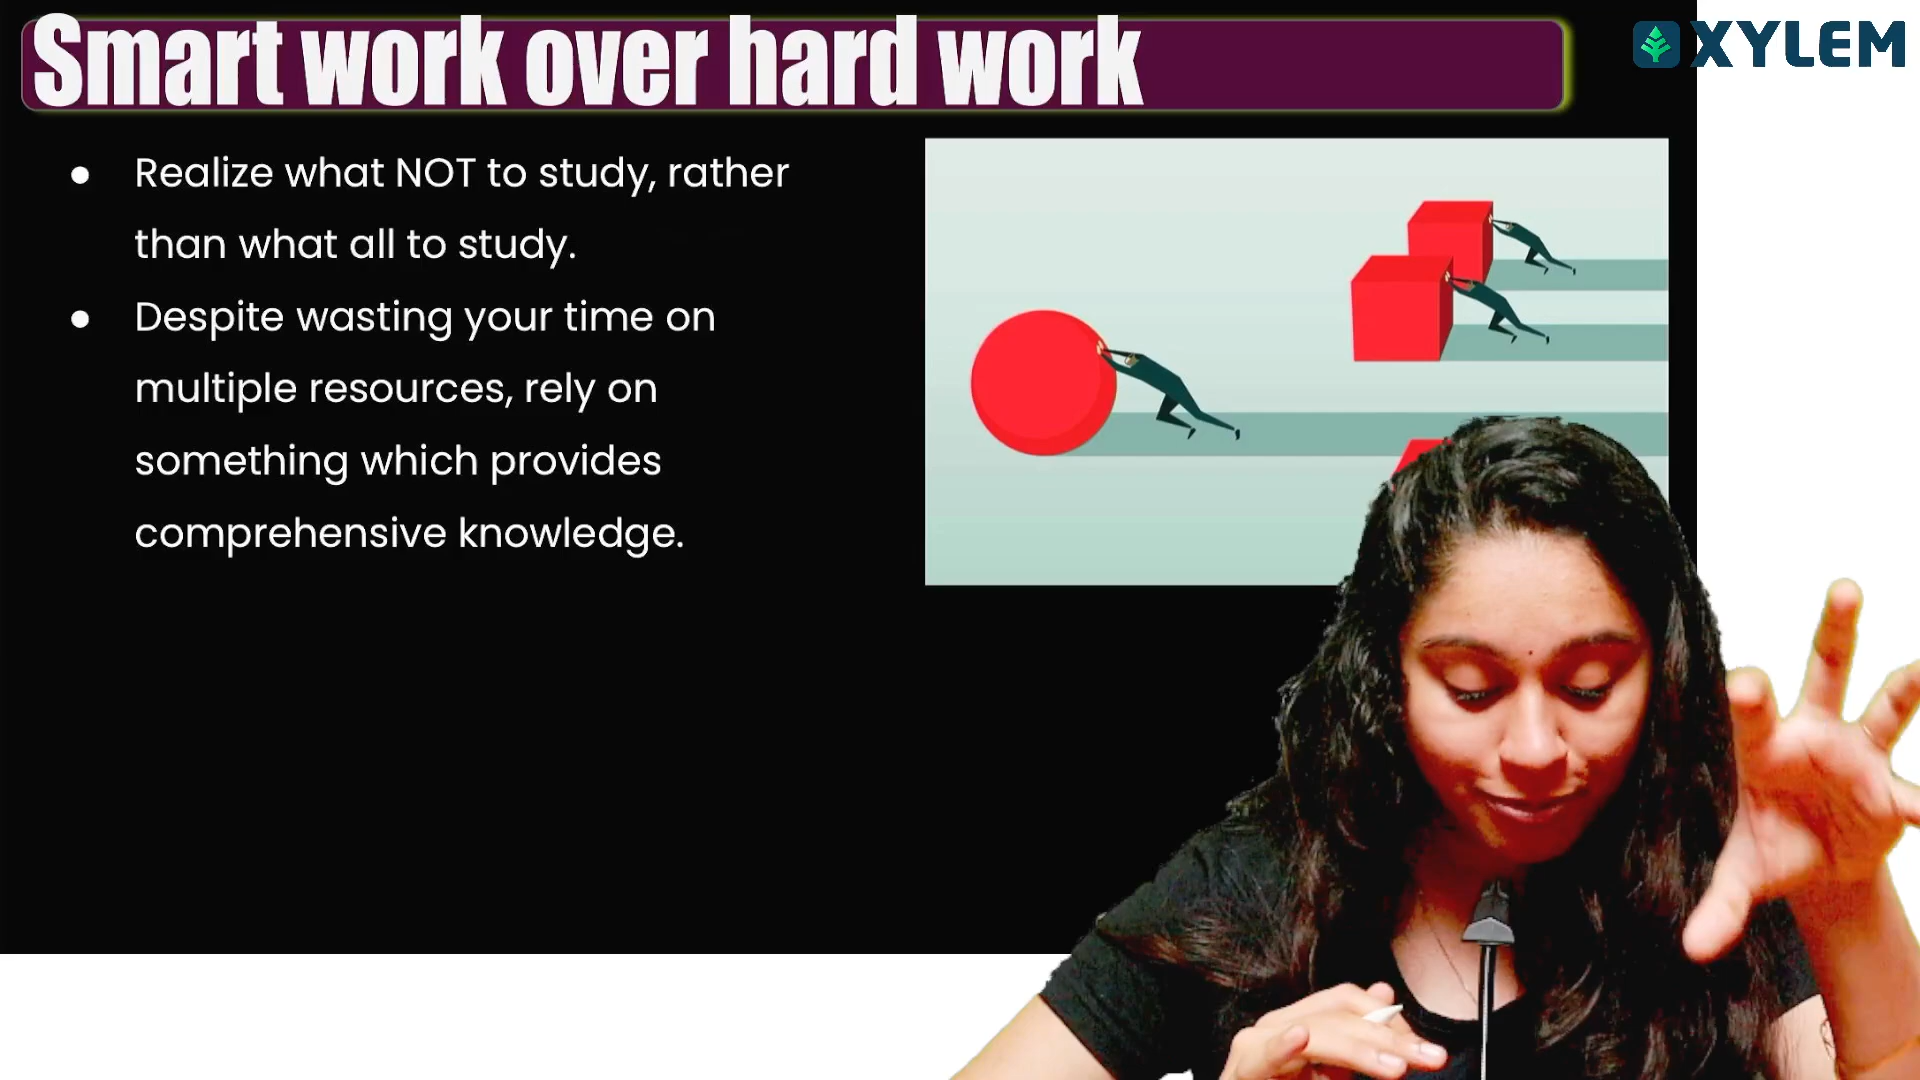 Smart work over hard work
XYLEM
● Realize what NOT to study, rather
than what all to study.
● Despite wasting your time on
multiple resources, rely on
something which provides
comprehensive knowledge.